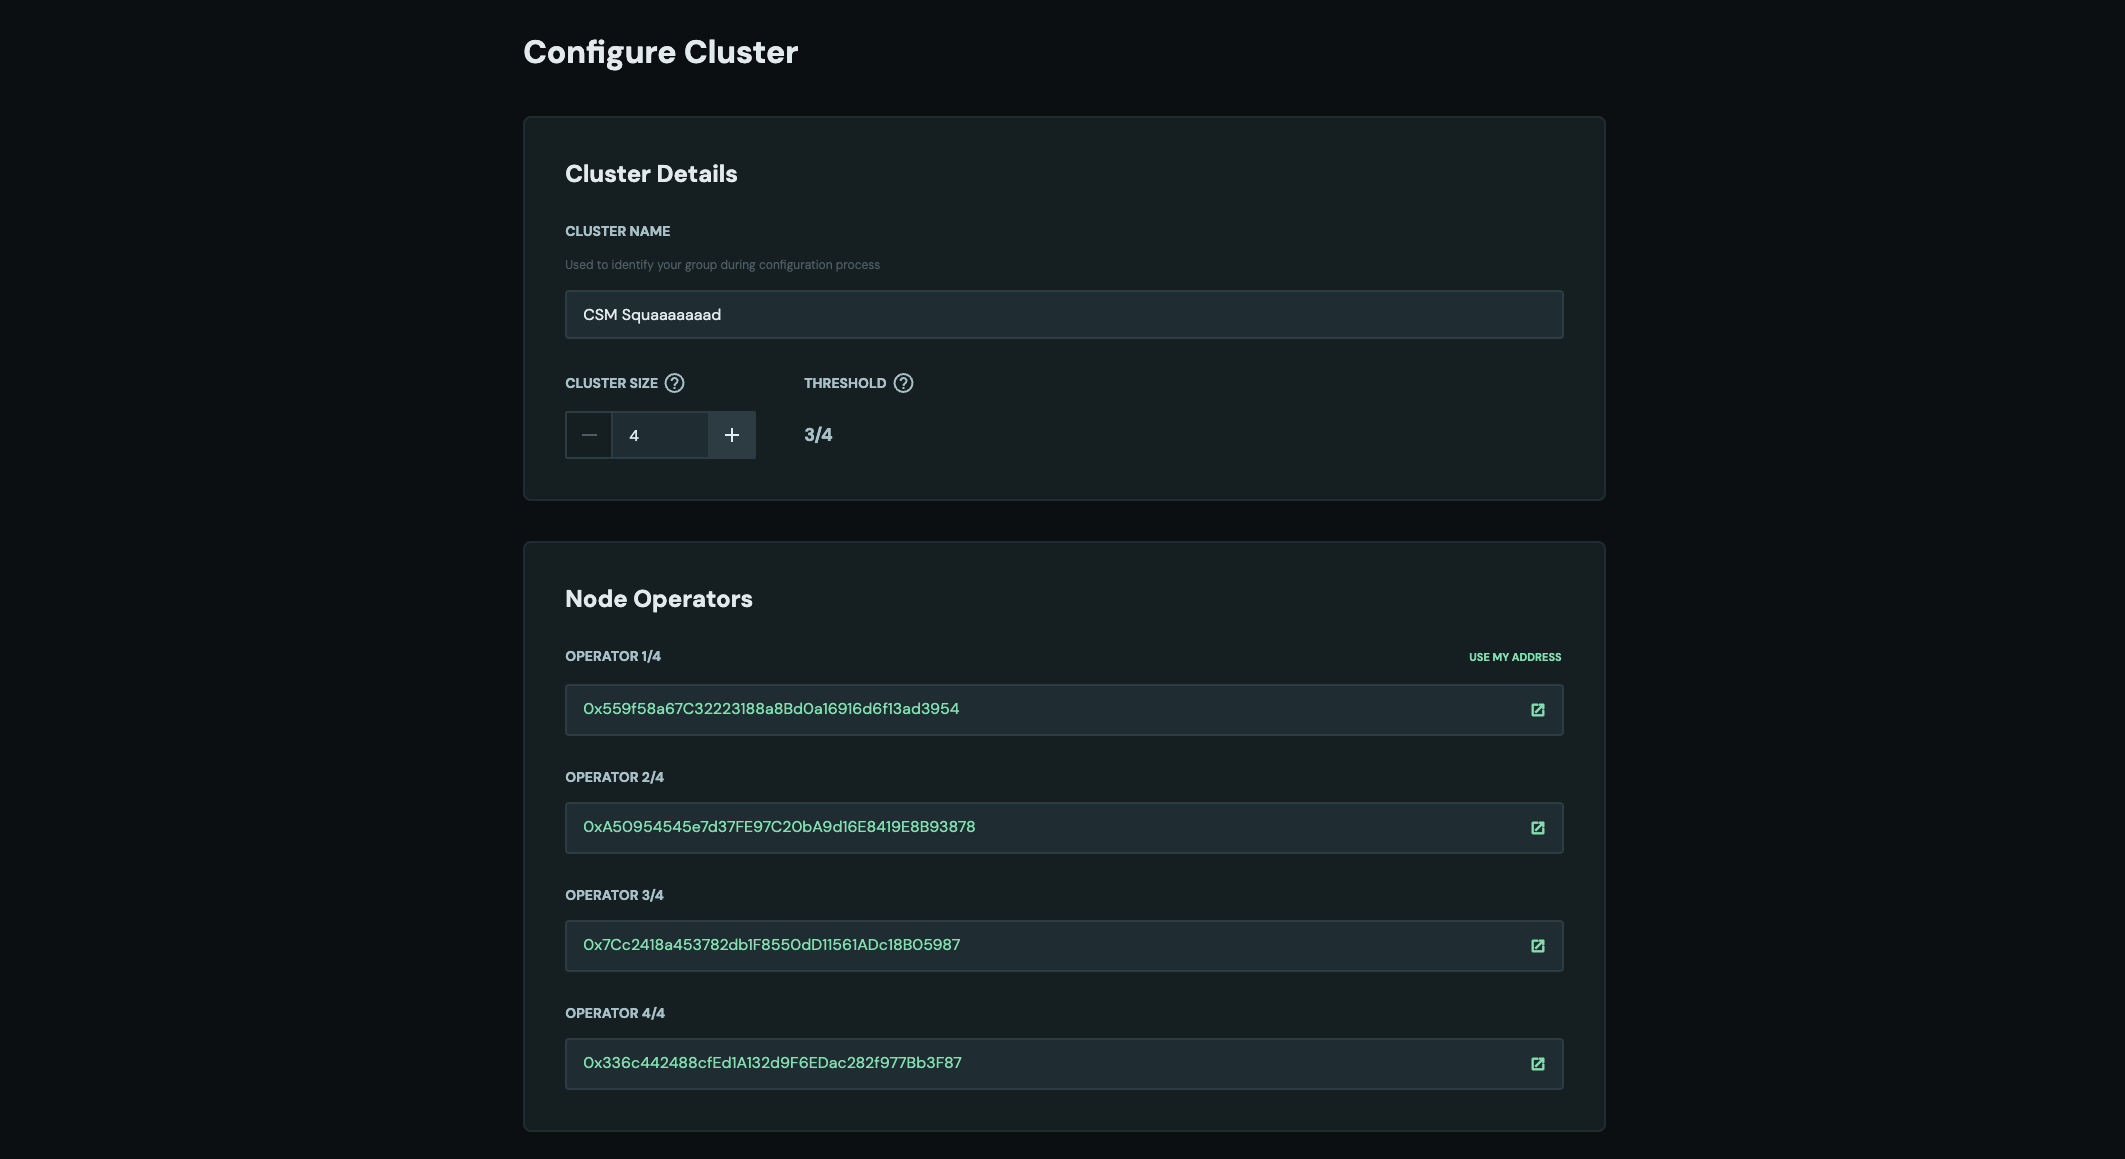 Configure Cluster
Cluster Details
CLUSTER NAME
Used to identify your group during configuration process
CSM Squaaaaaaad
CLUSTER SIZE ?
THRESHOLD ?
4
3/4
Node Operators
OPERATOR 1/4
USE MY ADDRESS
0x559f58a67C32223188a8Bd0a16916d6f13ad3954
OPERATOR 2/4
0xA50954545e7d37FE97C20bA9d16E8419E8B93878
OPERATOR 3/4
0x7Cc2418a453782db1F8550dD11561ADc18B05987
OPERATOR 4/4
0x336c442488cfEd1A132d9F6EDac282f977Bb3F87